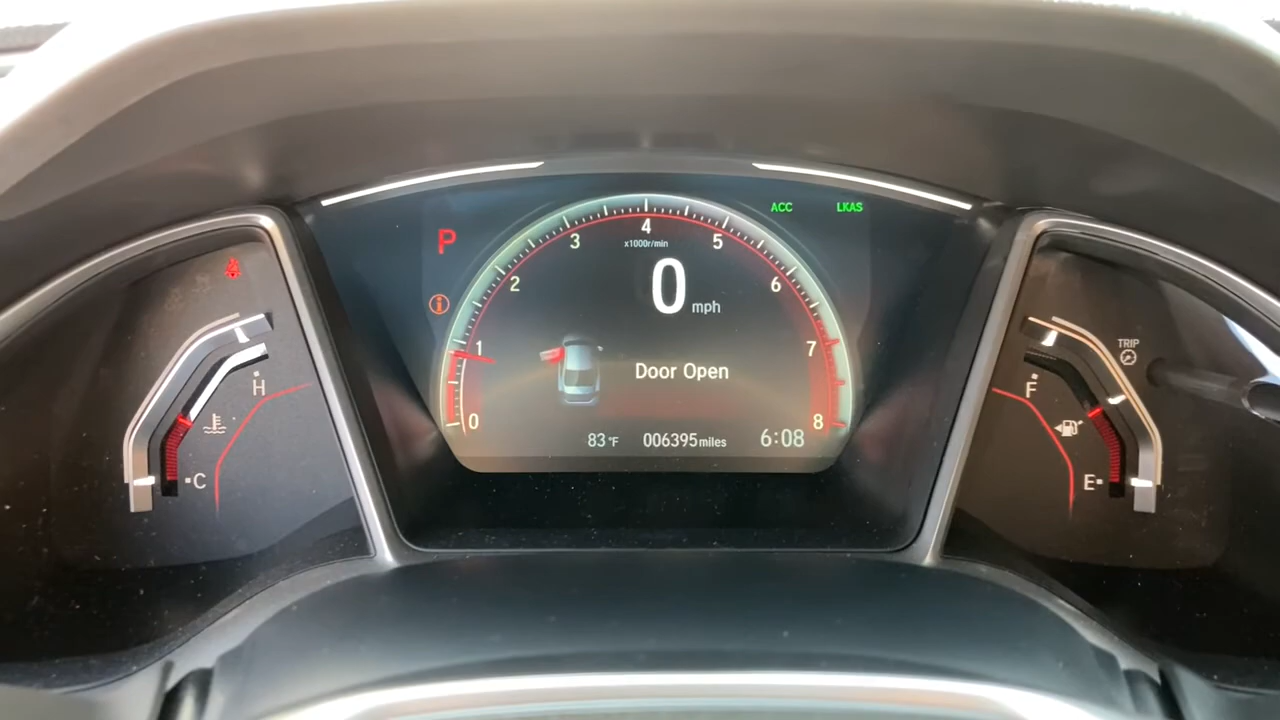 ACC LKAS
P
4
3 5
x1000r/min
2 6
0 mph
1 7
Door Open
0 8
83°F 006395miles 6:08
H
C
TRIP
F
E